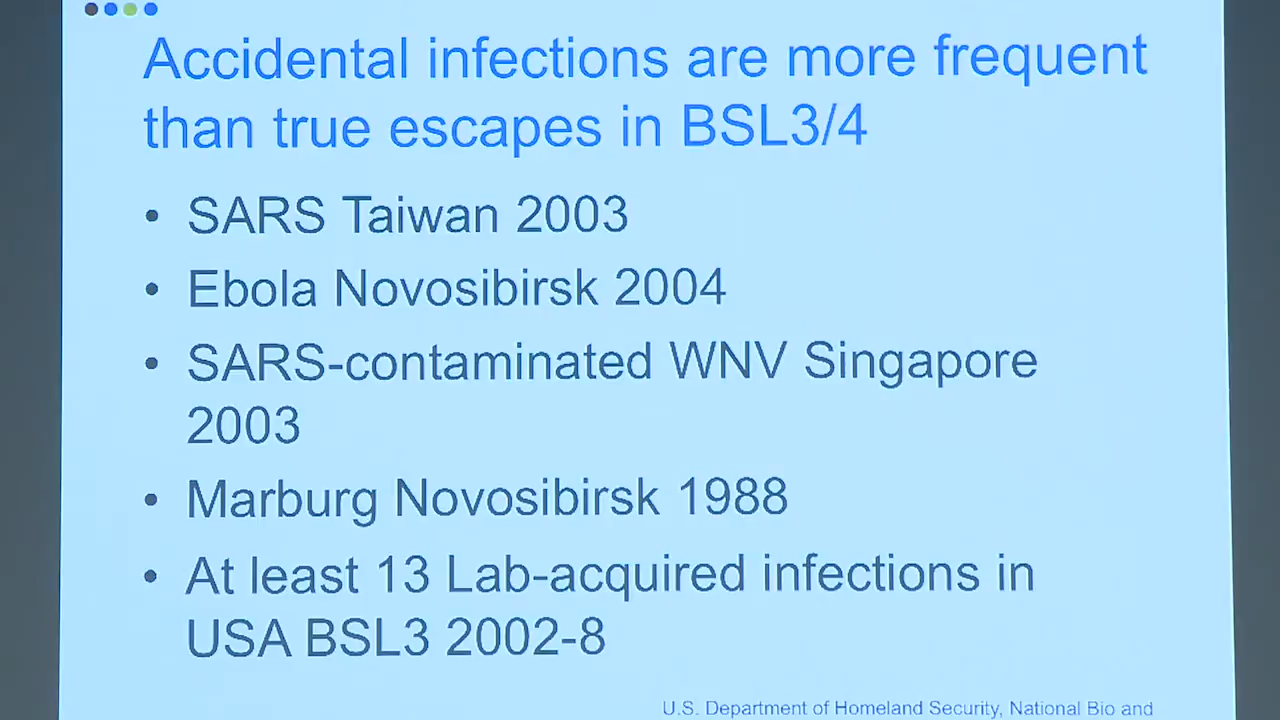 Accidental infections are more frequent
than true escapes in BSL3/4
• SARS Taiwan 2003
• Ebola Novosibirsk 2004
• SARS-contaminated WNV Singapore
2003
• Marburg Novosibirsk 1988
• At least 13 Lab-acquired infections in
USA BSL3 2002-8
U.S. Department of Homeland Security, National Bio and